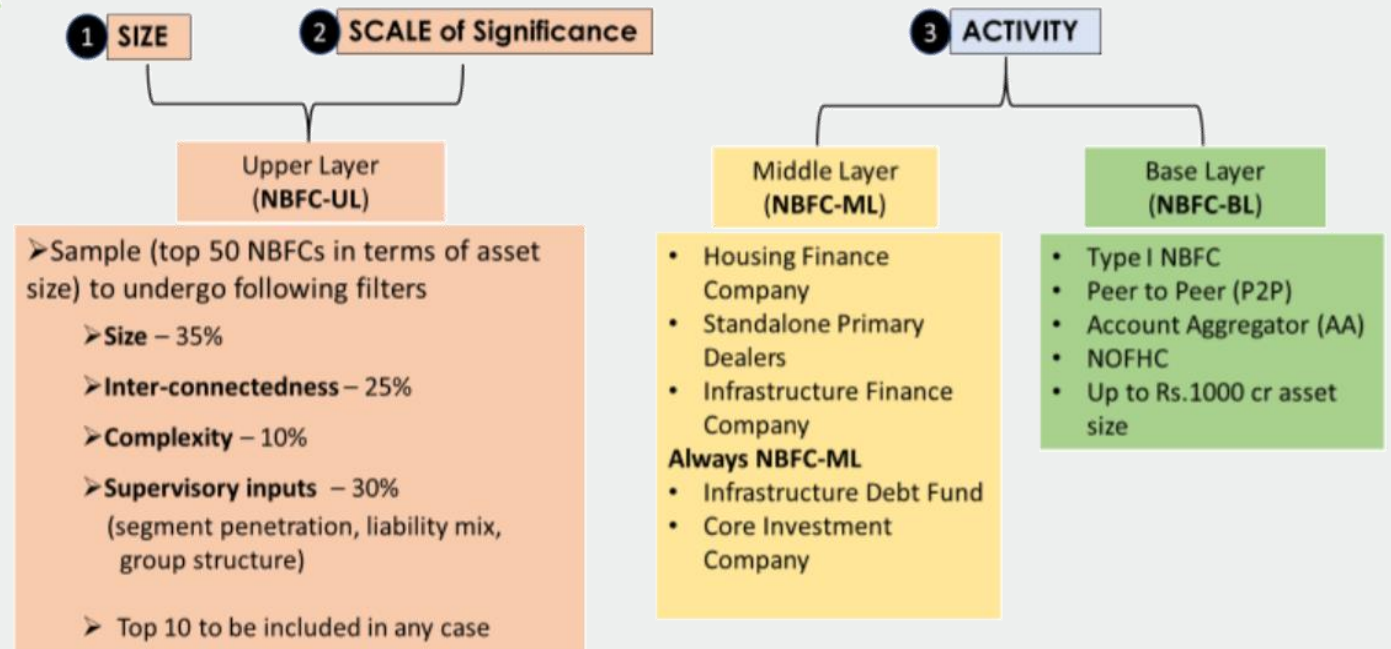 1 SIZE
2 SCALE of Significance
3 ACTIVITY
Upper Layer
(NBFC-UL)
➢Sample (top 50 NBFCs in terms of asset
size) to undergo following filters
➢Size – 35%
➢Inter-connectedness – 25%
➢Complexity – 10%
➢Supervisory inputs – 30%
(segment penetration, liability mix,
group structure)
➢ Top 10 to be included in any case
Middle Layer
(NBFC-ML)
• Housing Finance
Company
• Standalone Primary
Dealers
• Infrastructure Finance
Company
Always NBFC-ML
• Infrastructure Debt Fund
• Core Investment
Company
Base Layer
(NBFC-BL)
• Type I NBFC
• Peer to Peer (P2P)
• Account Aggregator (AA)
• NOFHC
• Up to Rs.1000 cr asset
size